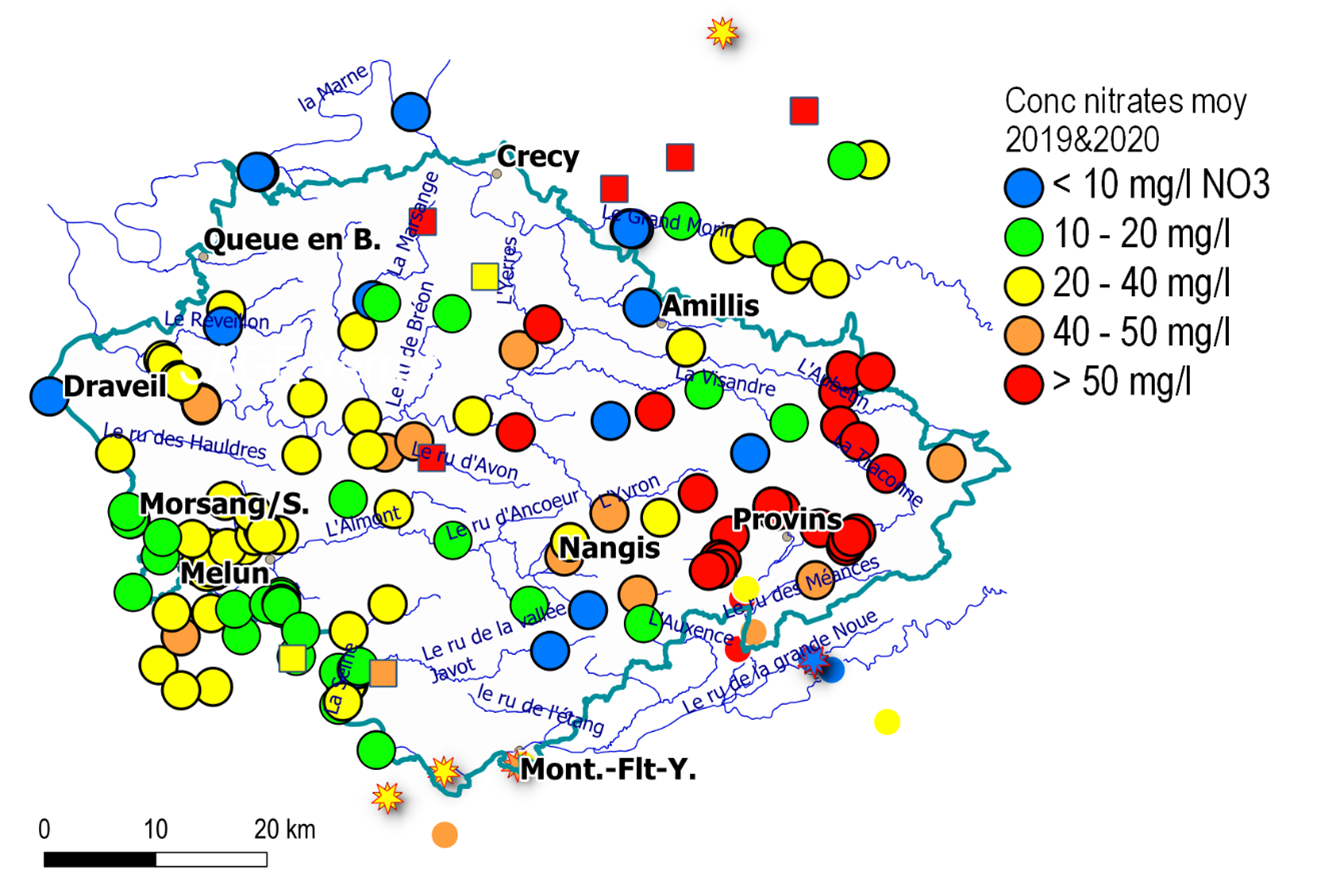 la Marne
Conc nitrates moy
2019&2020
< 10 mg/l NO3
10 - 20 mg/l
20 - 40 mg/l
40 - 50 mg/l
> 50 mg/l
Crecy
Le Grand Morin
La Marsange
Queue en B.
L'Yerres
Amillis
Le Réveillon
Le ru de Bréon
L'Aubetin
La Visandre
Draveil
Le ru des Hauldres
Le ru d'Avon
La Traconne
Morsang/S.
L'Almont
Le ru d'Ancoeur
L'Yvron
Provins
Nangis
Melun
Le ru des Méances
Le ru de la vallée
Javot
L'Auxence
Le ru de la grande Noue
La Seine
le ru de l'étang
Mont.-Flt-Y.
0 10 20 km